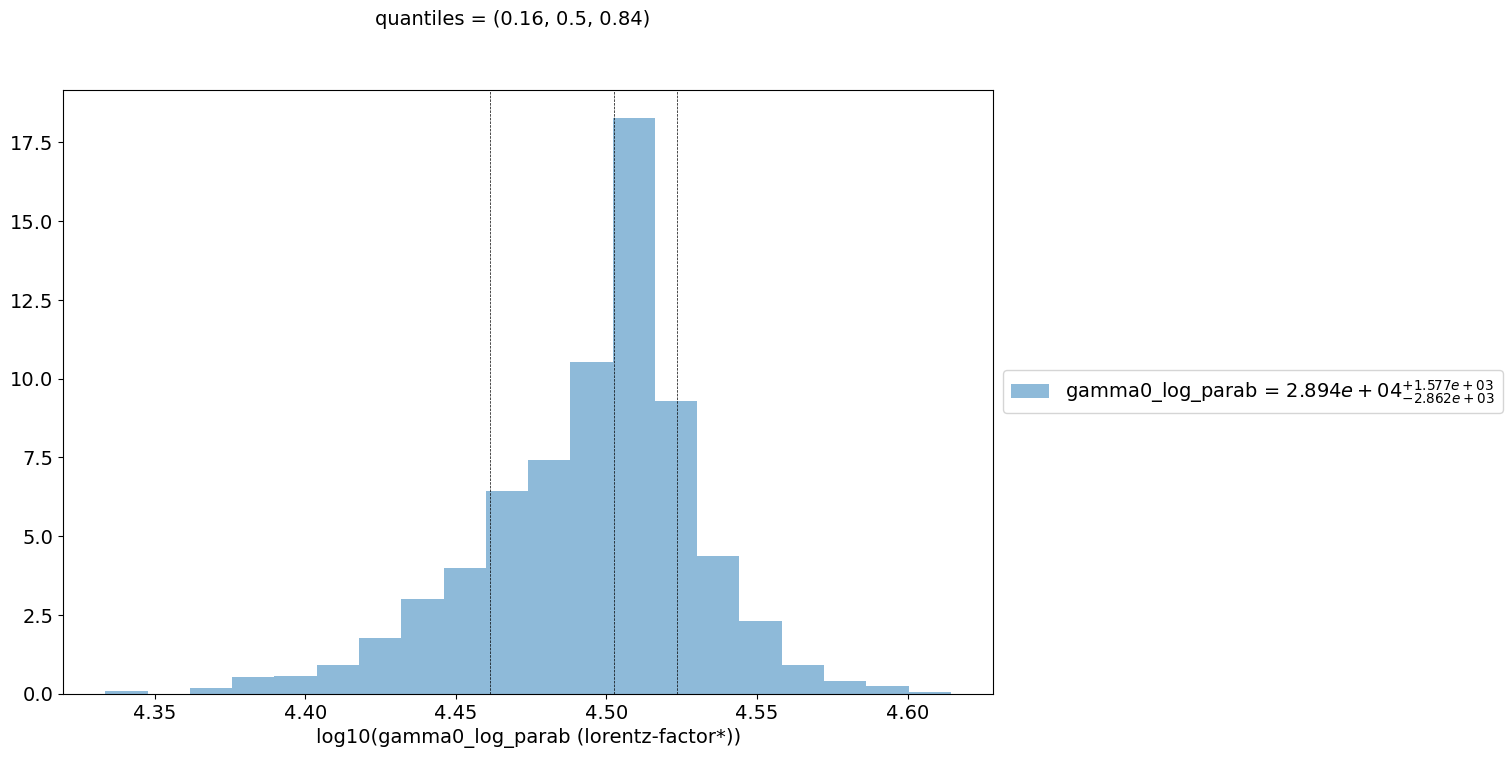 quantiles = (0.16, 0.5, 0.84)
17.5
15.0
12.5
10.0
7.5
5.0
2.5
0.0
4.35 4.40 4.45 4.50 4.55 4.60
log10(gamma0_log_parab (lorentz-factor*))
gamma0_log_parab = $2.894e+04^{+1.577e+03}_{-2.862e+03}$